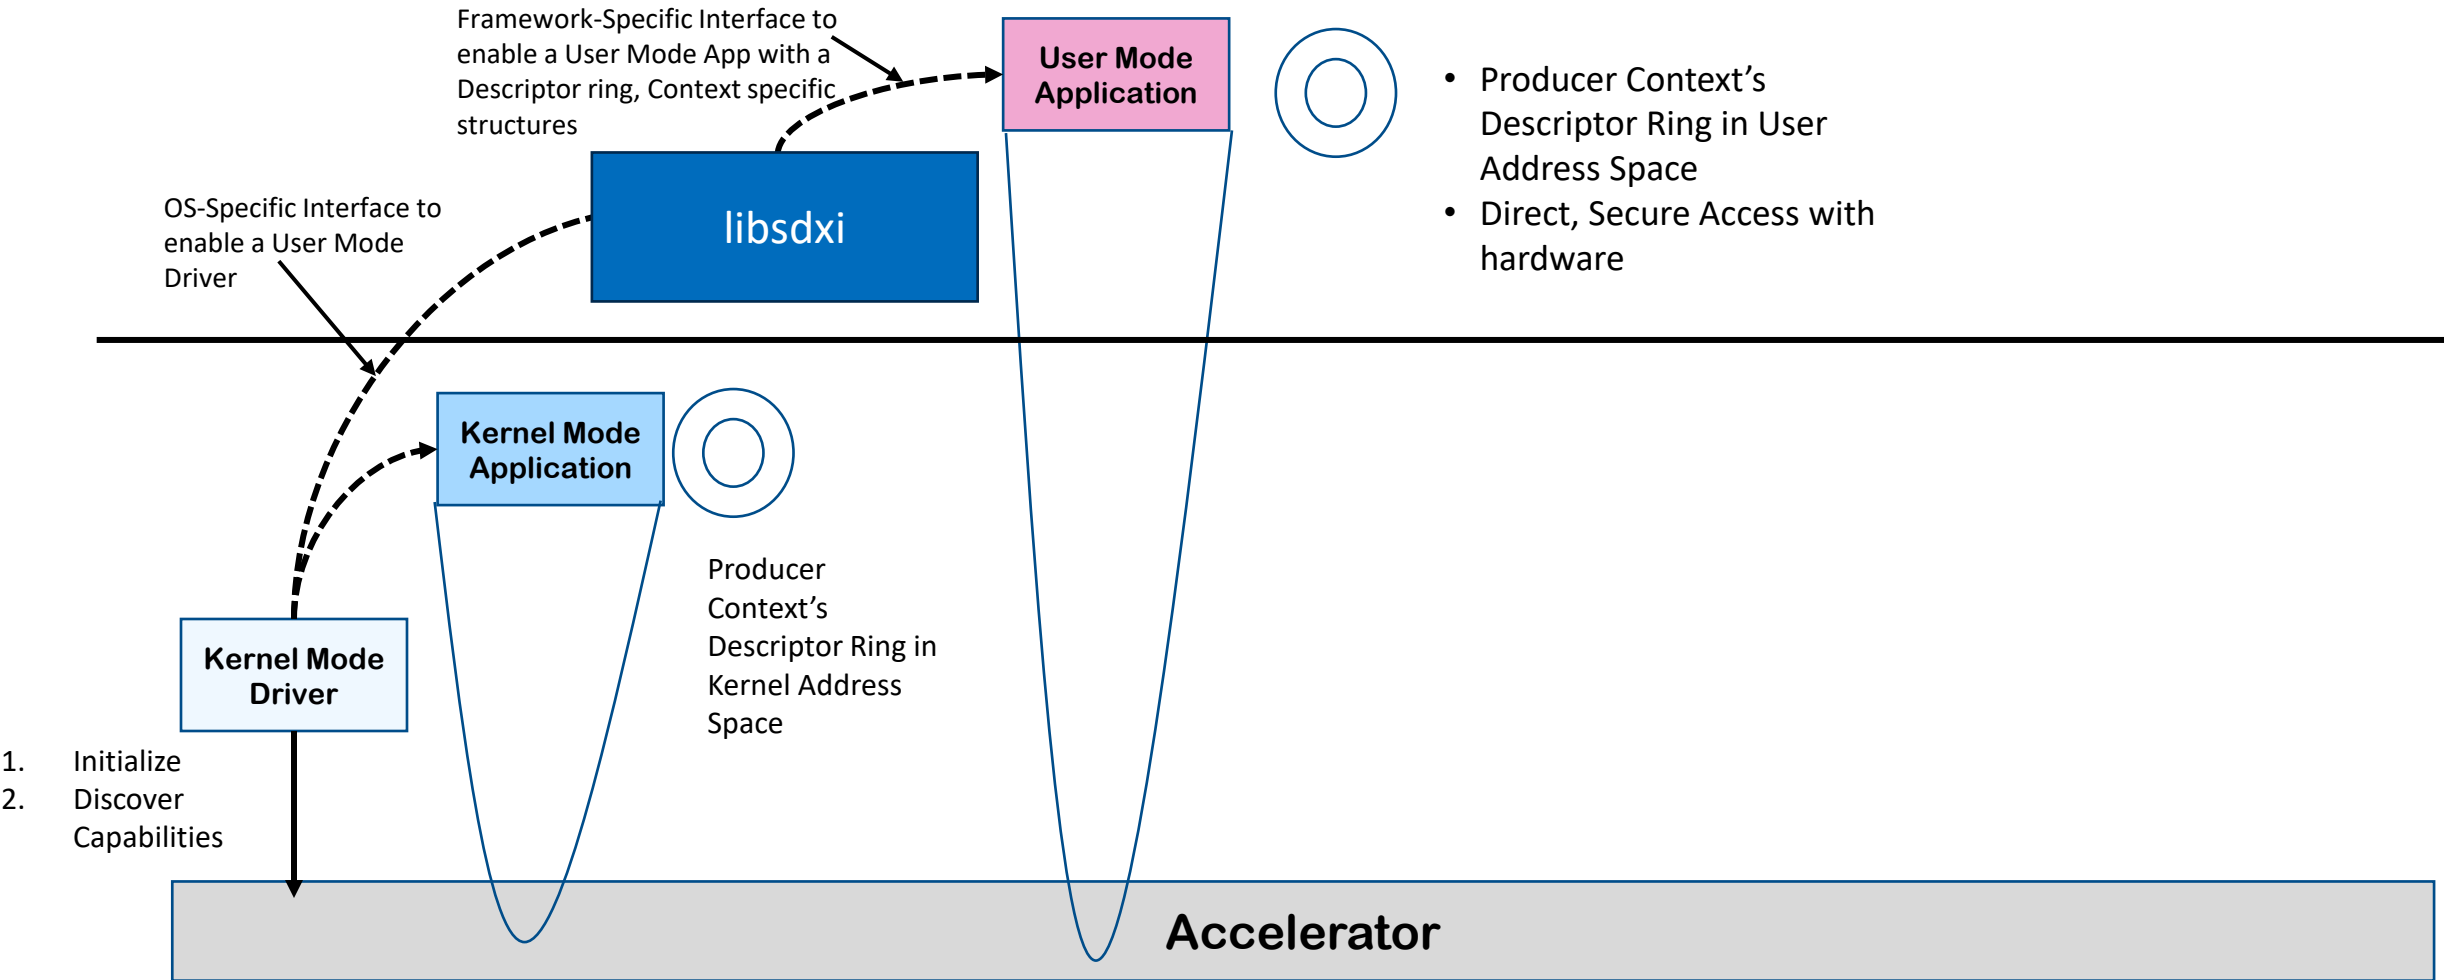 Framework-Specific Interface to
enable a User Mode App with a
Descriptor ring, Context specific
structures
User Mode
Application
• Producer Context’s
Descriptor Ring in User
Address Space
• Direct, Secure Access with
hardware
OS-Specific Interface to
enable a User Mode
Driver
libsdxi
Kernel Mode
Application
Producer
Context’s
Descriptor Ring in
Kernel Address
Space
Kernel Mode
Driver
1. Initialize
2. Discover
Capabilities
Accelerator